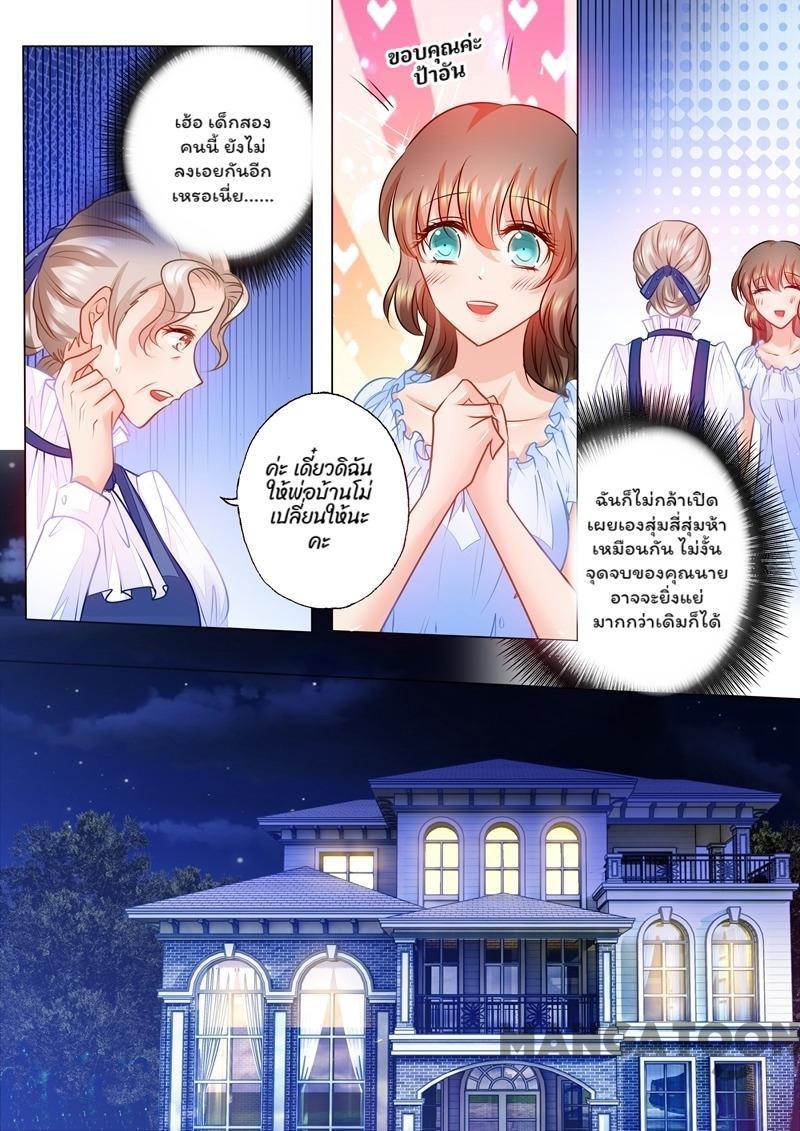 เฮ้อ เด็กสอง
คนนี้ ยังไม่
ลงเอยกันอีก
เหรอเนี่ย......
ค่ะ เดี๋ยวดิฉัน
ให้พ่อบ้านโม่
เปลี่ยนให้นะ
คะ
ขอบคุณค่ะ
ป้าอัน
ฉันก็ไม่กล้าเปิด
เผยเองสุ่มสี่สุ่มห้า
เหมือนกัน ไม่งั้น
จุดจบของคุณนาย
อาจจะยิ่งแย่
มากกว่าเดิมก็ได้
MANGATOON